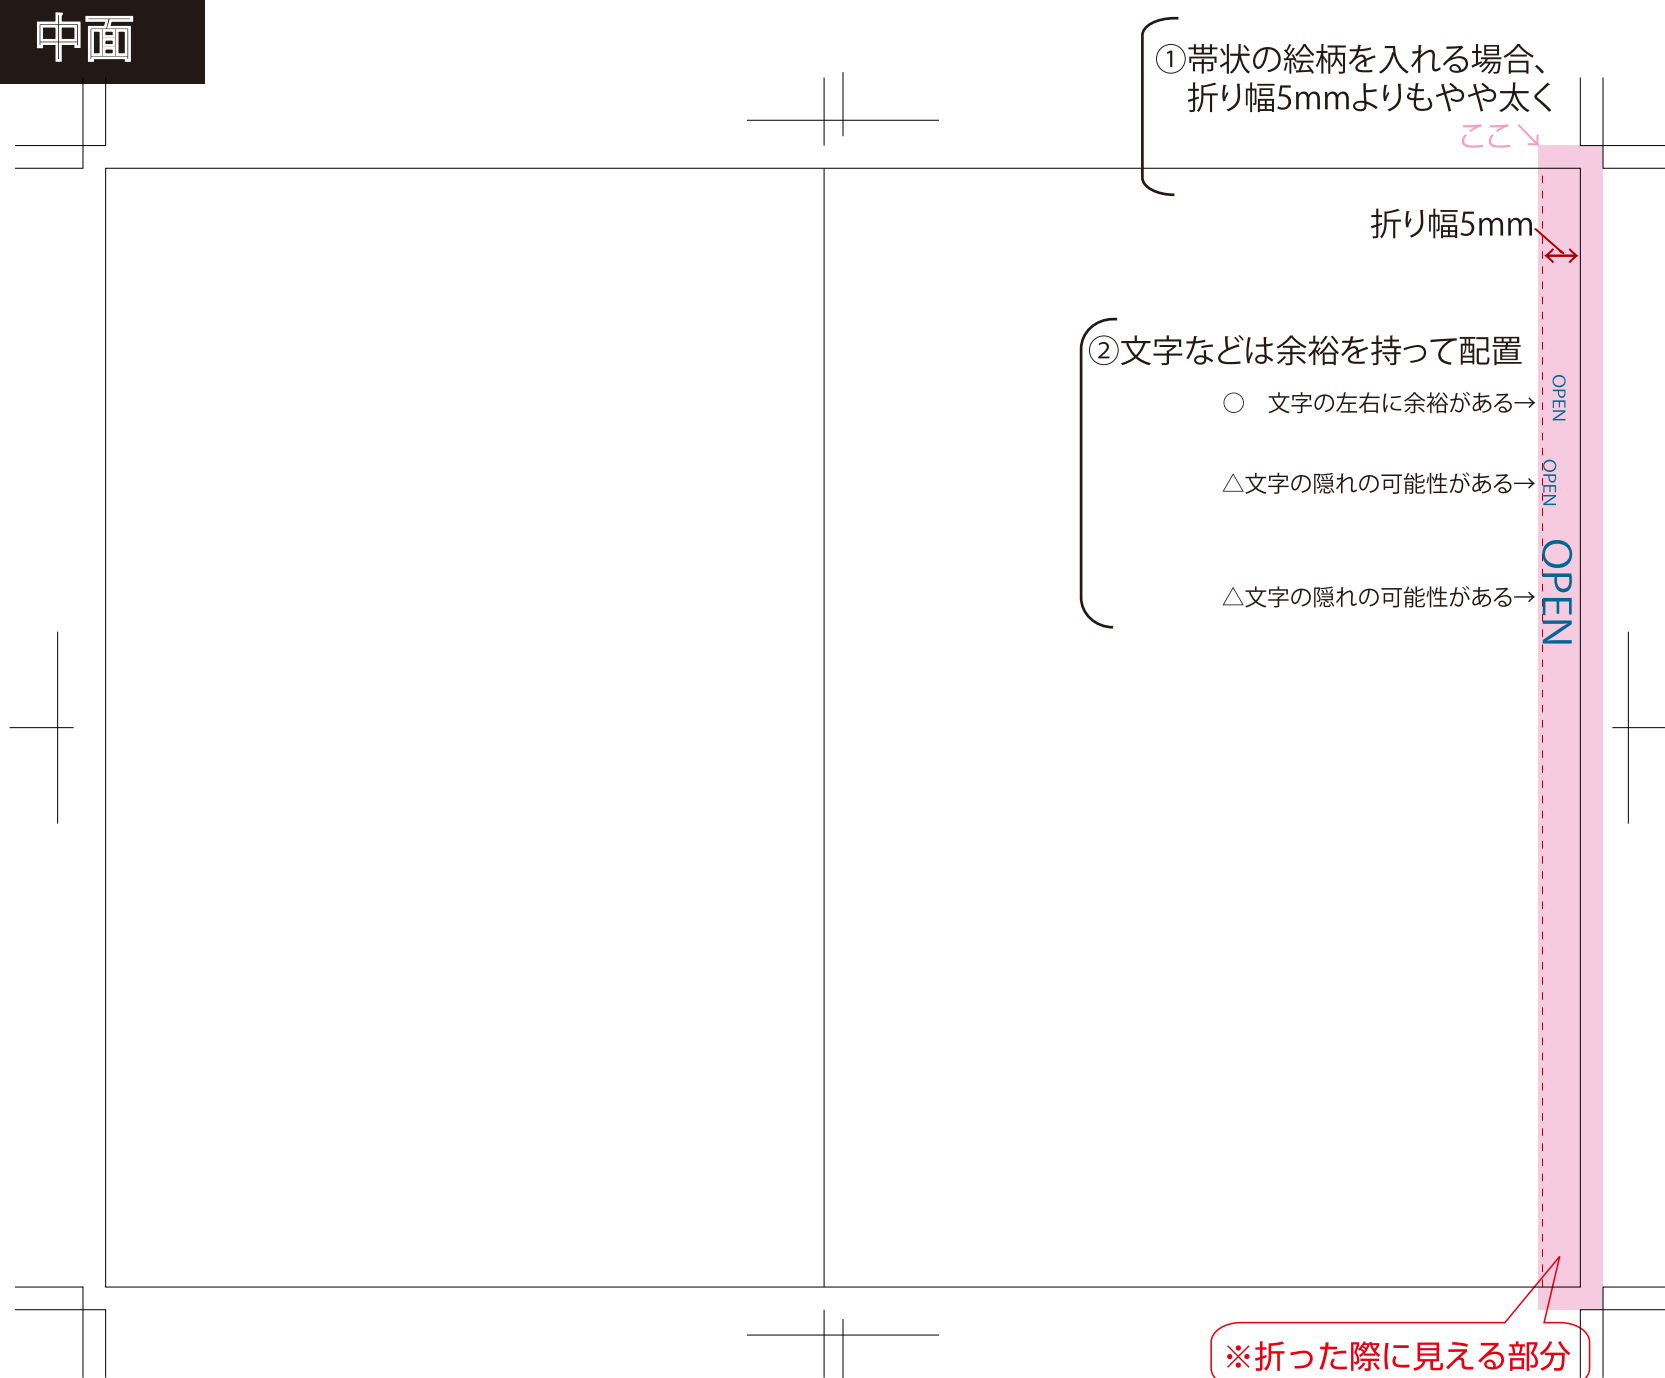 中面
①帯状の絵柄を入れる場合、
折り幅5mmよりもやや太く
ここ↘
折り幅5mm
②文字などは余裕を持って配置
○　文字の左右に余裕がある→
OPEN
△文字の隠れの可能性がある→
OPEN
△文字の隠れの可能性がある→
OPEN
※折った際に見える部分